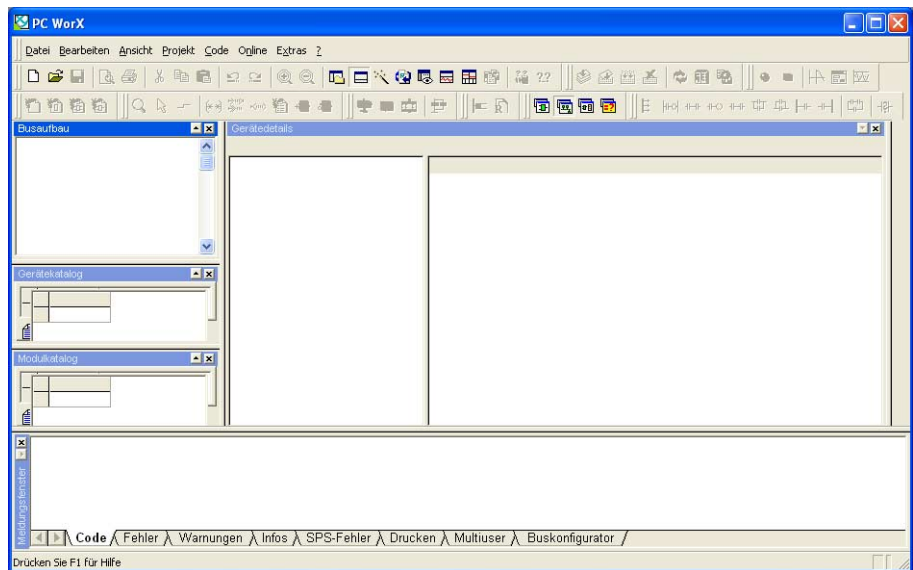 PC WorX
Datei Bearbeiten Ansicht Projekt Code Online Extras ?
Busaufbau
Gerätedetails
Gerätekatalog
Modulkatalog
Meldungsfenster
Code Fehler Warnungen Infos SPS-Fehler Drucken Multiuser Buskonfigurator
Drücken Sie F1 für Hilfe